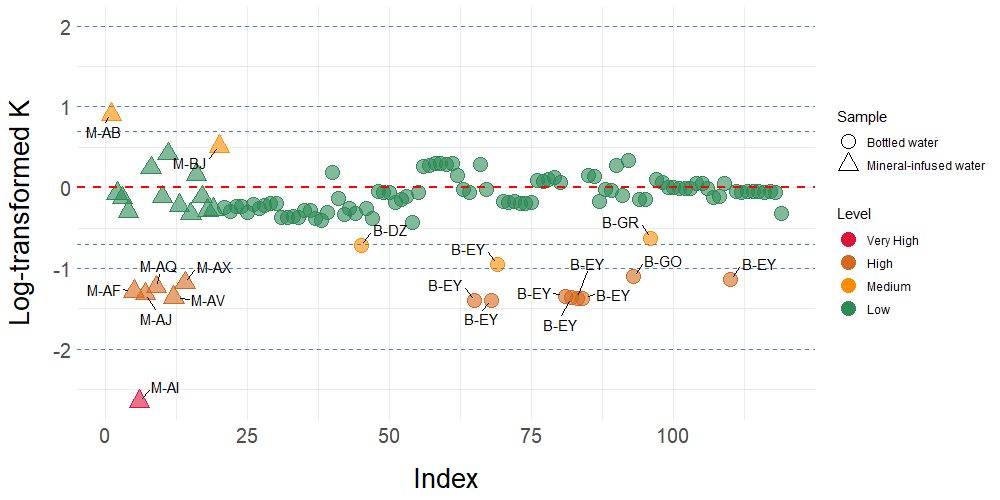 Log-transformed K
2
1
0
-1
-2
M-AB
M-BJ
M-AQ
M-AX
M-AF
M-AV
M-AJ
M-AI
B-DZ
B-GR
B-EY
B-GO
B-EY
B-EY
B-EY
B-EY
B-EY
B-EY
B-EY
0
25
50
75
100
Index
Sample
Bottled water
Mineral-infused water
Level
Very High
High
Medium
Low